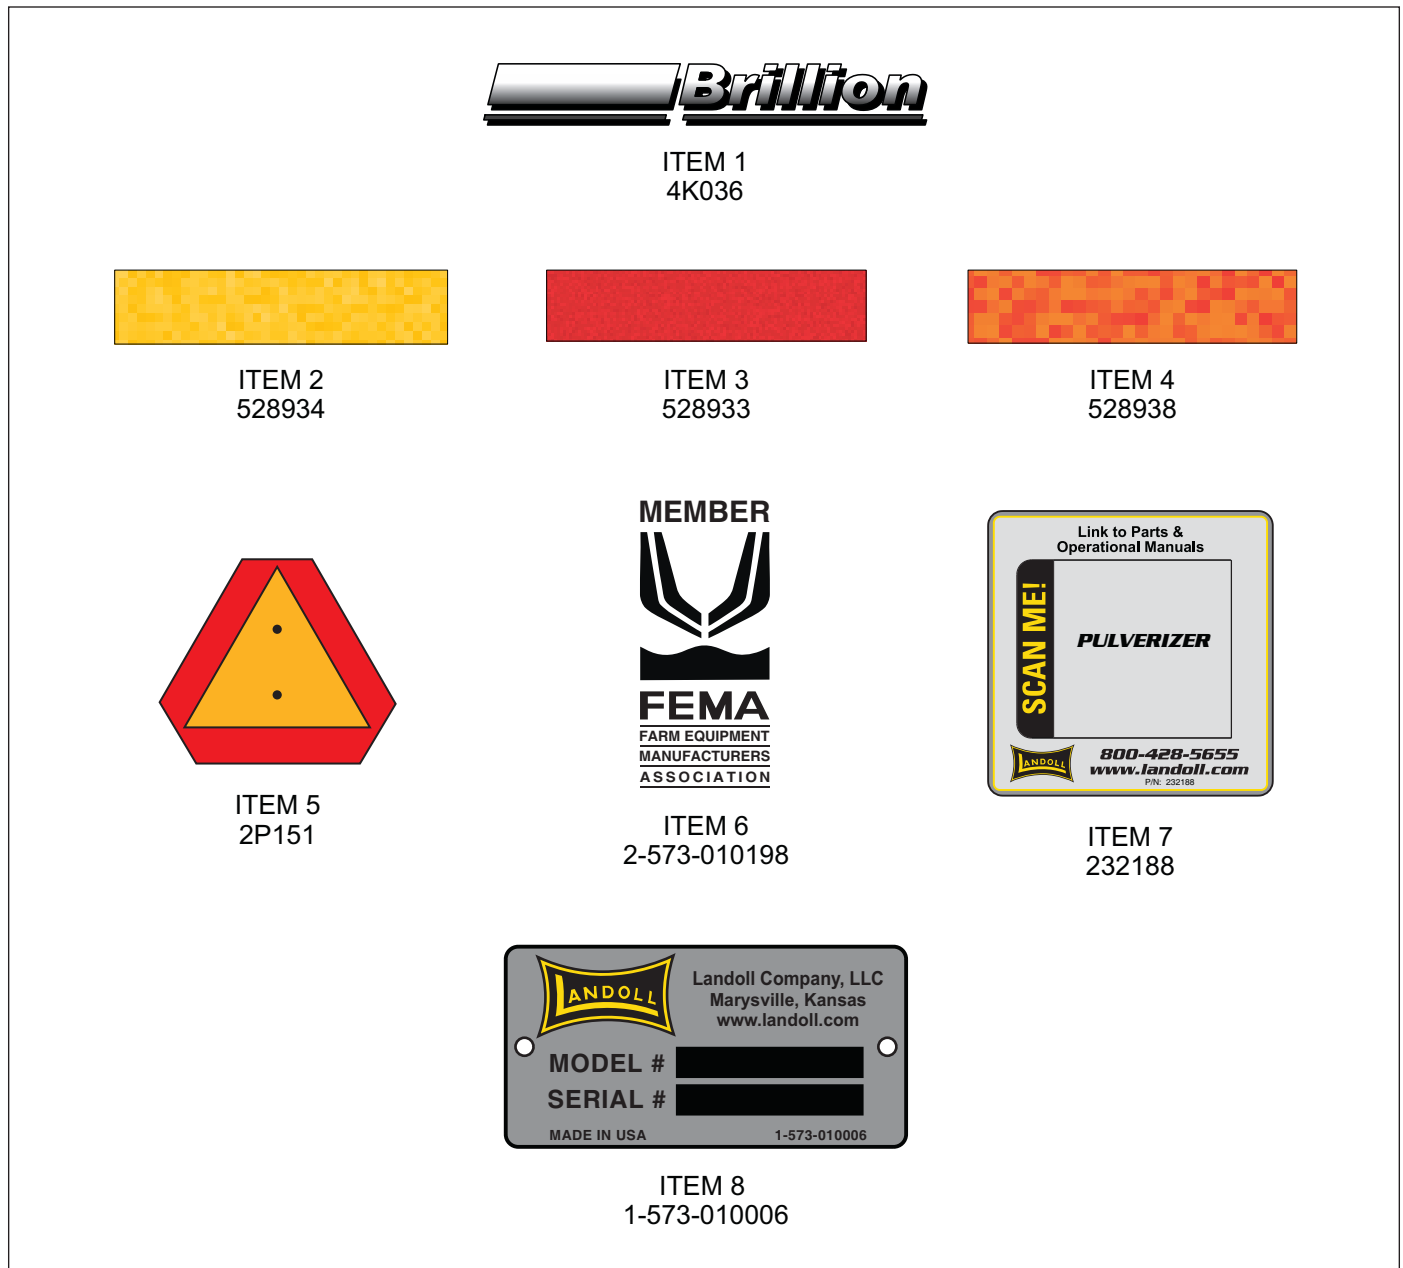 Brillion
ITEM 1
4K036
ITEM 2
528934
ITEM 3
528933
ITEM 4
528938
ITEM 5
2P151
MEMBER
FEMA
FARM EQUIPMENT
MANUFACTURERS
ASSOCIATION
ITEM 6
2-573-010198
Link to Parts &
Operational Manuals
SCAN ME!
PULVERIZER
LANDOLL
800-428-5655
www.landoll.com
P/N: 232188
ITEM 7
232188
LANDOLL
Landoll Company, LLC
Marysville, Kansas
www.landoll.com
MODEL #
SERIAL #
MADE IN USA
1-573-010006
ITEM 8
1-573-010006